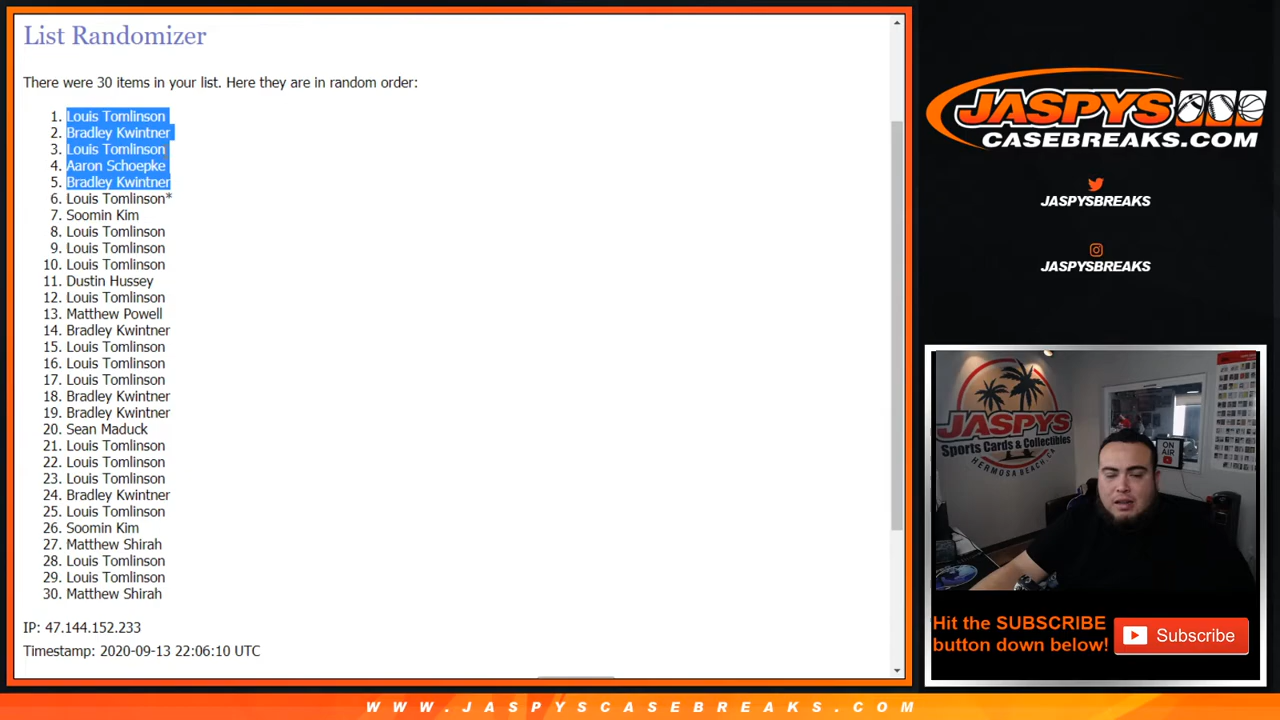 List Randomizer
There were 30 items in your list. Here they are in random order:
1. Louis Tomlinson
2. Bradley Kwintner
3. Louis Tomlinson
4. Aaron Schoepke
5. Bradley Kwintner
6. Louis Tomlinson*
7. Soomin Kim
8. Louis Tomlinson
9. Louis Tomlinson
10. Louis Tomlinson
11. Dustin Hussey
12. Louis Tomlinson
13. Matthew Powell
14. Bradley Kwintner
15. Louis Tomlinson
16. Louis Tomlinson
17. Louis Tomlinson
18. Bradley Kwintner
19. Bradley Kwintner
20. Sean Maduck
21. Louis Tomlinson
22. Louis Tomlinson
23. Louis Tomlinson
24. Bradley Kwintner
25. Louis Tomlinson
26. Soomin Kim
27. Matthew Shirah
28. Louis Tomlinson
29. Louis Tomlinson
30. Matthew Shirah
IP: 47.144.152.233
Timestamp: 2020-09-13 22:06:10 UTC
JASPYS
CASEBREAKS.COM
JASPYSBREAKS
JASPYSBREAKS
JASPYS
Sports Cards & Collectibles
HERMOSA BEACH, CA
ON AIR
Hit the SUBSCRIBE
button down below!
Subscribe
WWW.JASPYSCASEBREAKS.COM